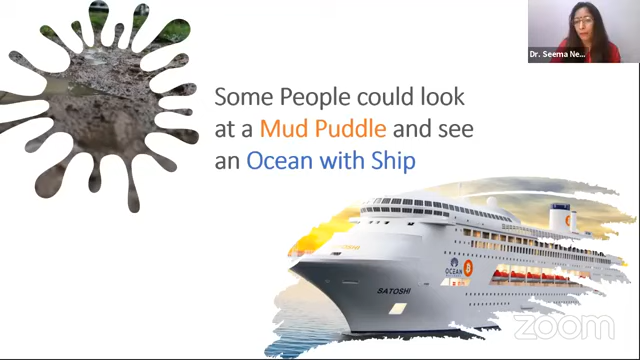 Dr. Seema Ne...
Some People could look
at a Mud Puddle and see
an Ocean with Ship
OCEAN
SATOSHI
zoom